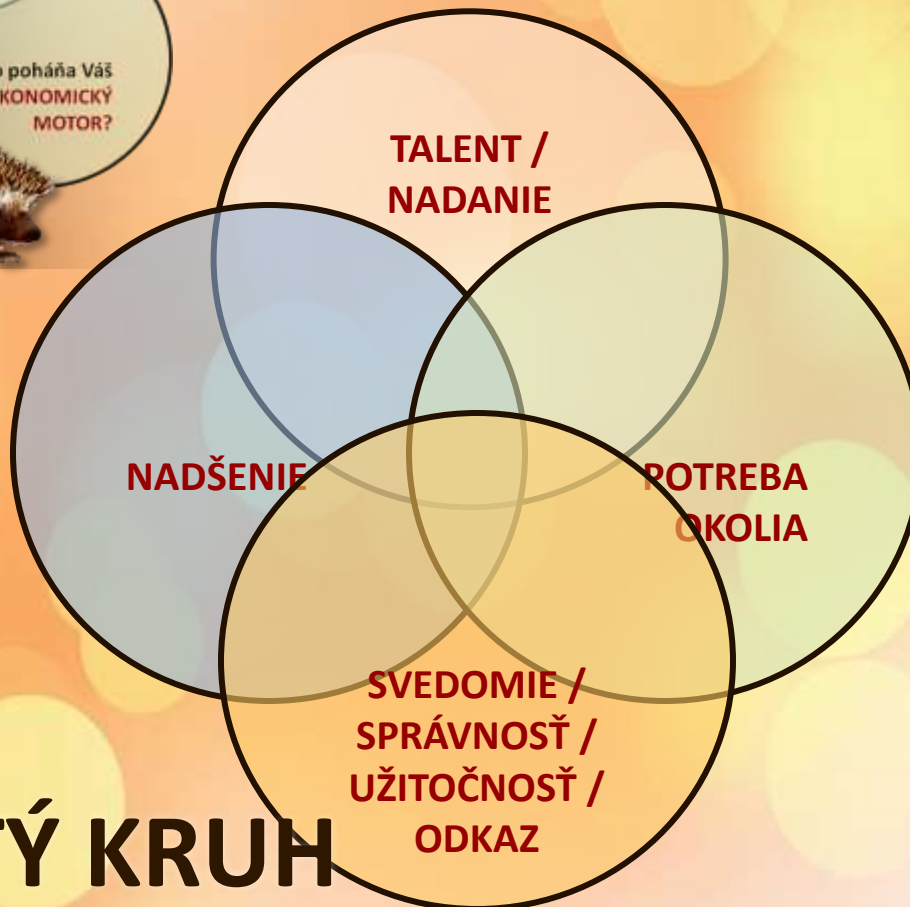 poháňa Váš
KONOMICKÝ
MOTOR?
TALENT /
NADANIE
NADŠENIE
POTREBA
OKOLIA
SVEDOMIE /
SPRÁVNOSŤ /
UŽITOČNOSŤ /
ODKAZ
TÝ KRUH